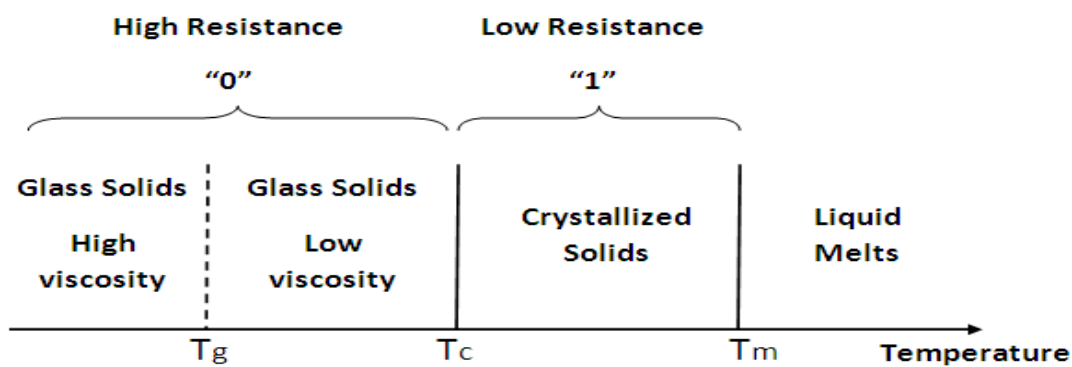 High Resistance
“0”
Low Resistance
“1”
Glass Solids
High
viscosity
Glass Solids
Low
viscosity
Crystallized
Solids
Liquid
Melts
Tg
Tc
Tm
Temperature